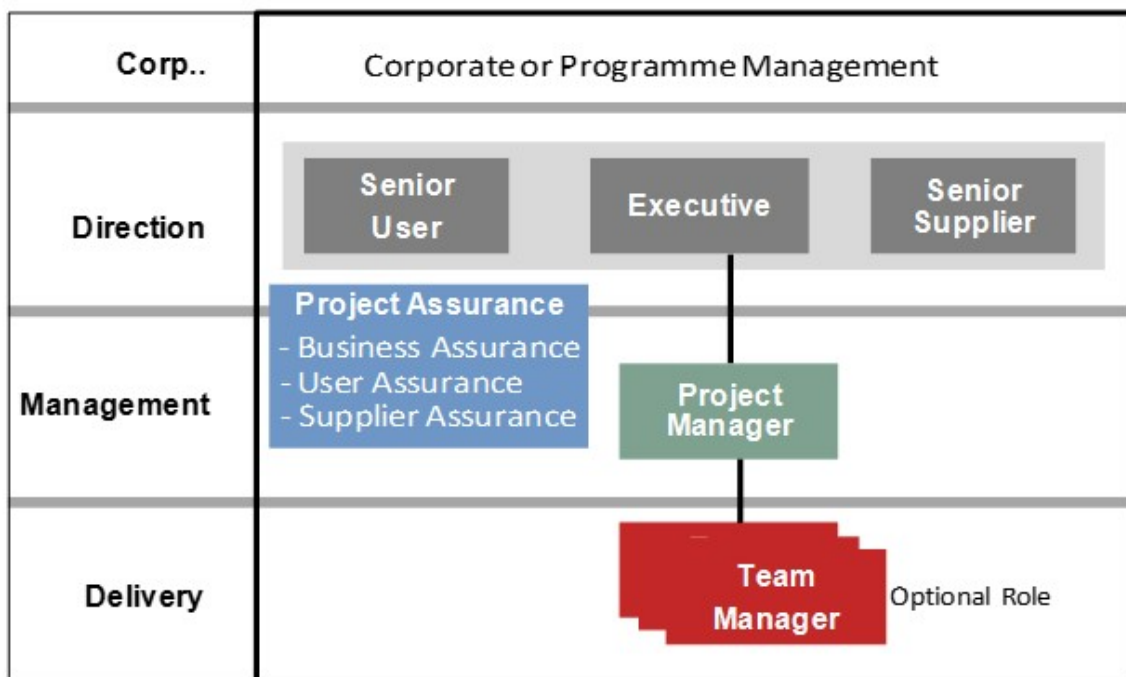 Corp..
Corporate or Programme Management
Direction
Senior
User
Executive
Senior
Supplier
Project Assurance
- Business Assurance
- User Assurance
- Supplier Assurance
Management
Project
Manager
Delivery
Team
Manager
Optional Role